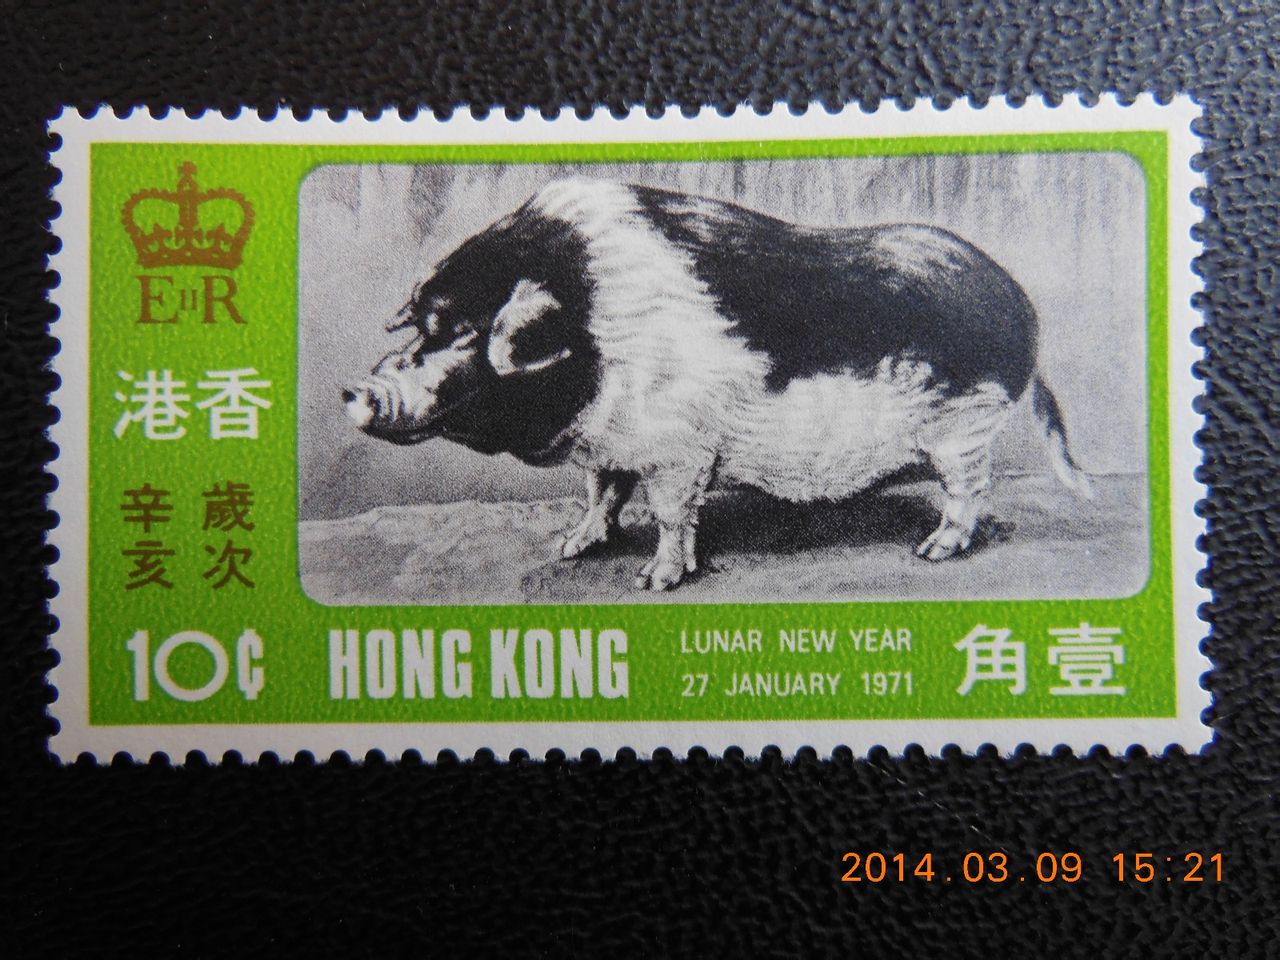 EIIR
港香
辛歲
亥次
10¢
HONG KONG
LUNAR NEW YEAR
27 JANUARY 1971
角壹
2014.03.09 15:21